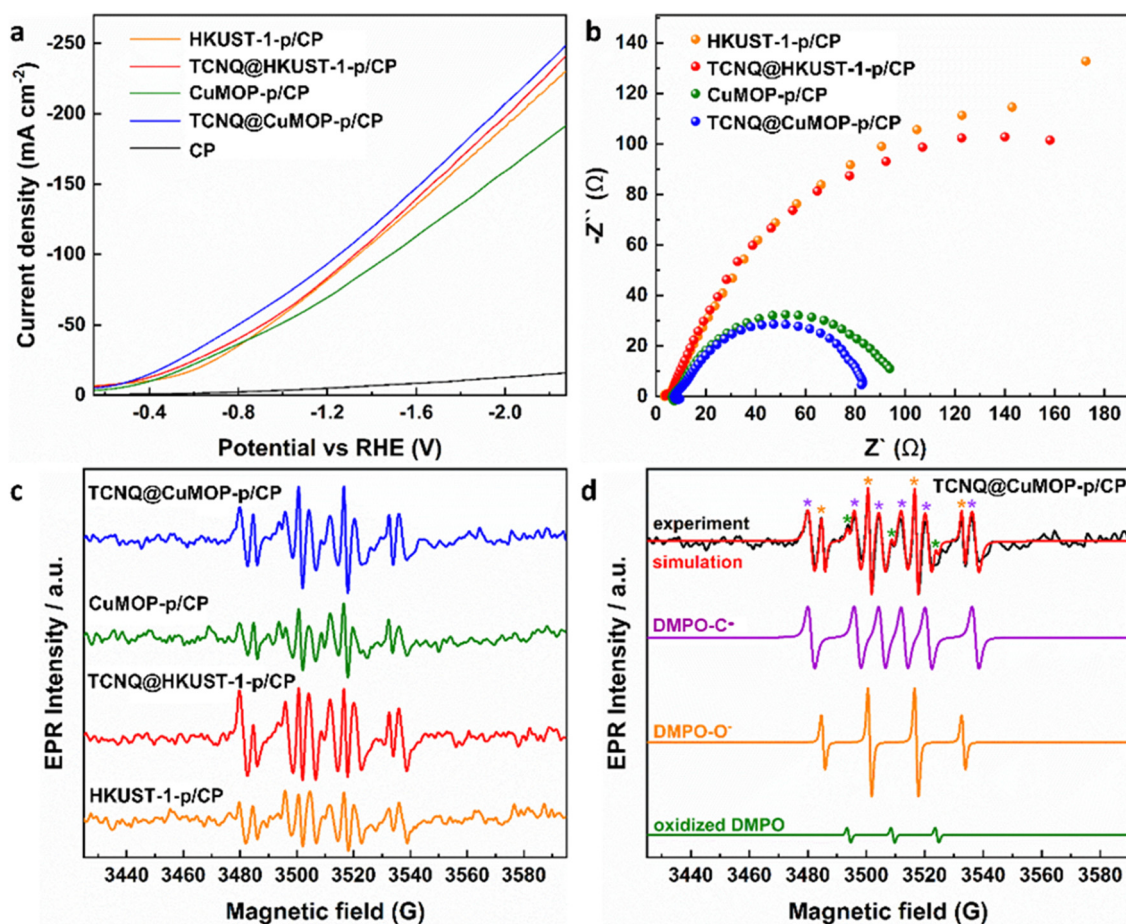 a
-250
-200
-150
-100
-50
0
Current density (mA cm⁻²)
HKUST-1-p/CP
TCNQ@HKUST-1-p/CP
CuMOP-p/CP
TCNQ@CuMOP-p/CP
CP
-0.4 -0.8 -1.2 -1.6 -2.0
Potential vs RHE (V)
b
140
120
100
80
60
40
20
0
-Z`` (Ω)
HKUST-1-p/CP
TCNQ@HKUST-1-p/CP
CuMOP-p/CP
TCNQ@CuMOP-p/CP
0 20 40 60 80 100 120 140 160 180
Z` (Ω)
c
EPR Intensity / a.u.
TCNQ@CuMOP-p/CP
CuMOP-p/CP
TCNQ@HKUST-1-p/CP
HKUST-1-p/CP
3440 3460 3480 3500 3520 3540 3560 3580
Magnetic field (G)
d
EPR Intensity / a.u.
TCNQ@CuMOP-p/CP
* * * * * * * * * * * * *
experiment
simulation
DMPO-C•
DMPO-O⁻
oxidized DMPO
3440 3460 3480 3500 3520 3540 3560 3580
Magnetic field (G)